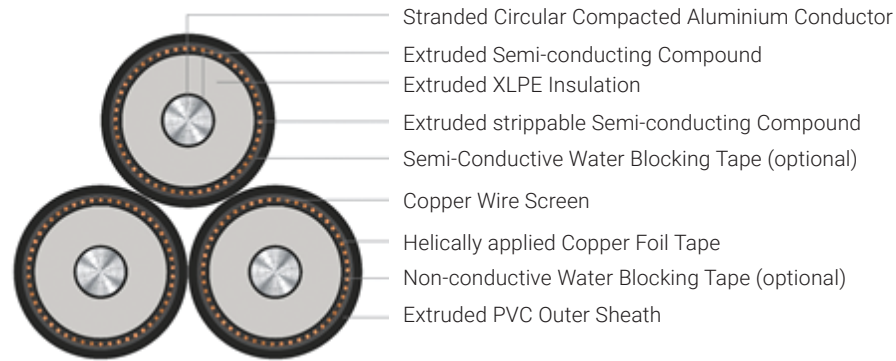 Stranded Circular Compacted Aluminium Conductor
Extruded Semi-conducting Compound
Extruded XLPE Insulation
Extruded strippable Semi-conducting Compound
Semi-Conductive Water Blocking Tape (optional)
Copper Wire Screen
Helically applied Copper Foil Tape
Non-conductive Water Blocking Tape (optional)
Extruded PVC Outer Sheath